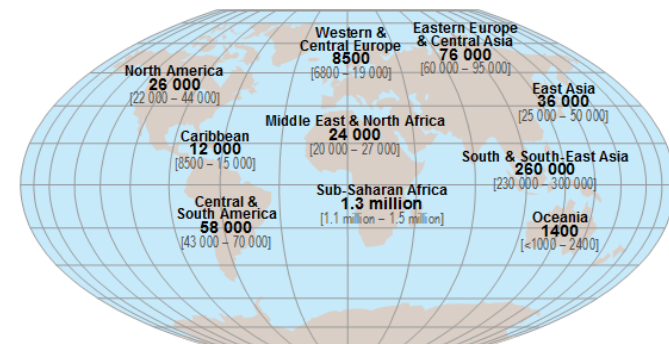 Western &
Central Europe
8500
[6800 – 19 000]
Eastern Europe
& Central Asia
76 000
[60 000 – 95 000]
North America
26 000
[22 000 – 44 000]
East Asia
36 000
[25 000 – 50 000]
Middle East & North Africa
24 000
[20 000 – 27 000]
Caribbean
12 000
[8500 – 15 000]
South & South-East Asia
260 000
[230 000 – 300 000]
Sub-Saharan Africa
1.3 million
[1.1 million – 1.5 million]
Central &
South America
58 000
[43 000 – 70 000]
Oceania
1400
[<1000 – 2400]